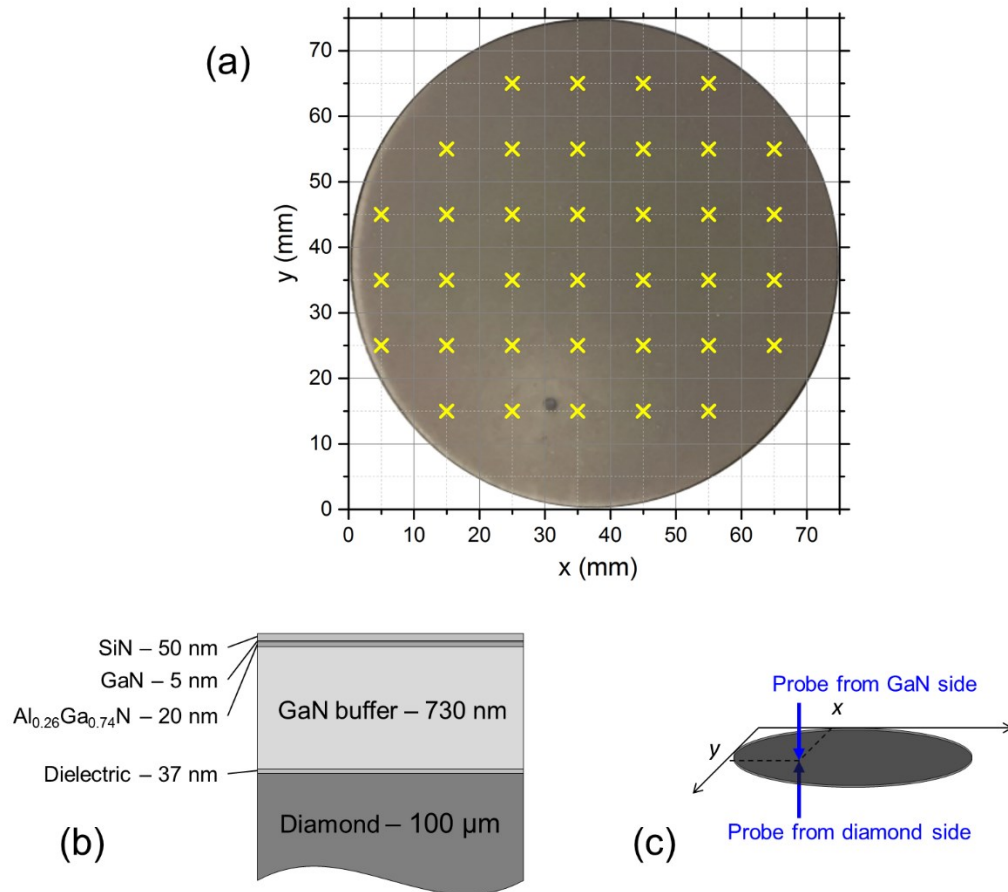 (a)
70
60
50
40
30
20
10
0
y (mm)
0 10 20 30 40 50 60 70
x (mm)
SiN – 50 nm
GaN – 5 nm
Al0.26Ga0.74N – 20 nm
GaN buffer – 730 nm
Dielectric – 37 nm
Diamond – 100 µm
(b)
Probe from GaN side
x
y
Probe from diamond side
(c)